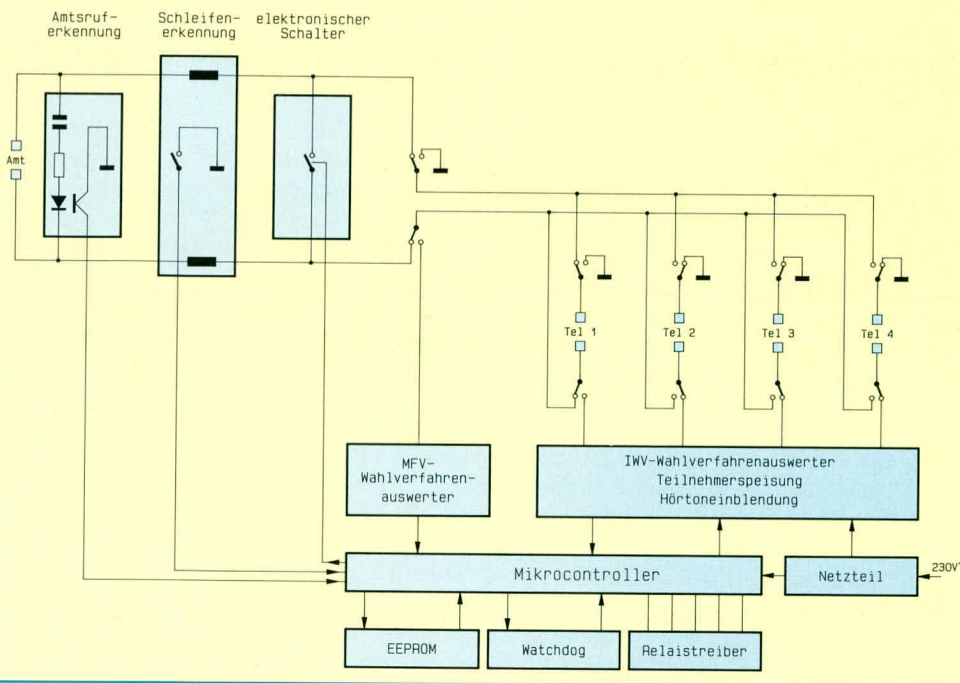 Amtsruf-
erkennung
Schleifen-
erkennung
elektronischer
Schalter
Amt
Tel 1
Tel 2
Tel 3
Tel 4
MFV-
Wahlverfahren-
auswerter
IWV-Wahlverfahrenauswerter
Teilnehmerspeisung
Hörtoneinblendung
Mikrocontroller
Netzteil
230V~
EEPROM
Watchdog
Relaistreiber